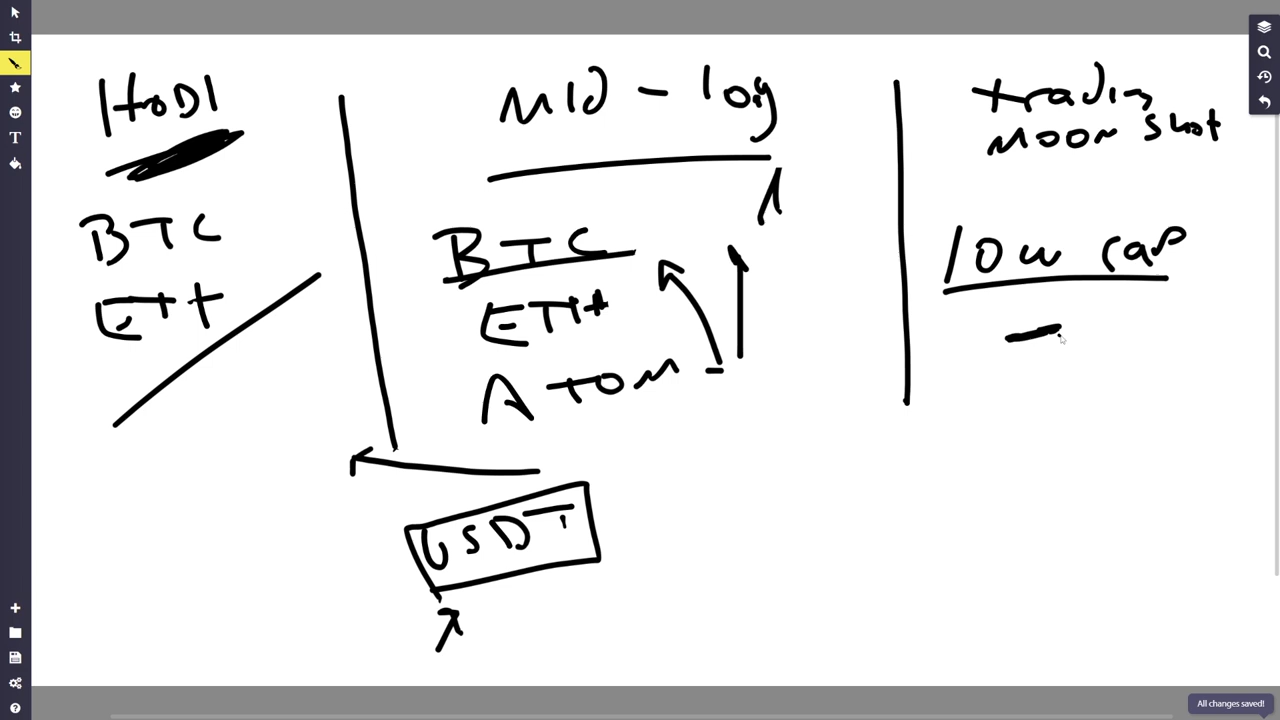 HODl
BTC
ETH
MID - log
BTC
ETH
ATOM
USDT
trading
Moon shot
low cap
All changes saved!